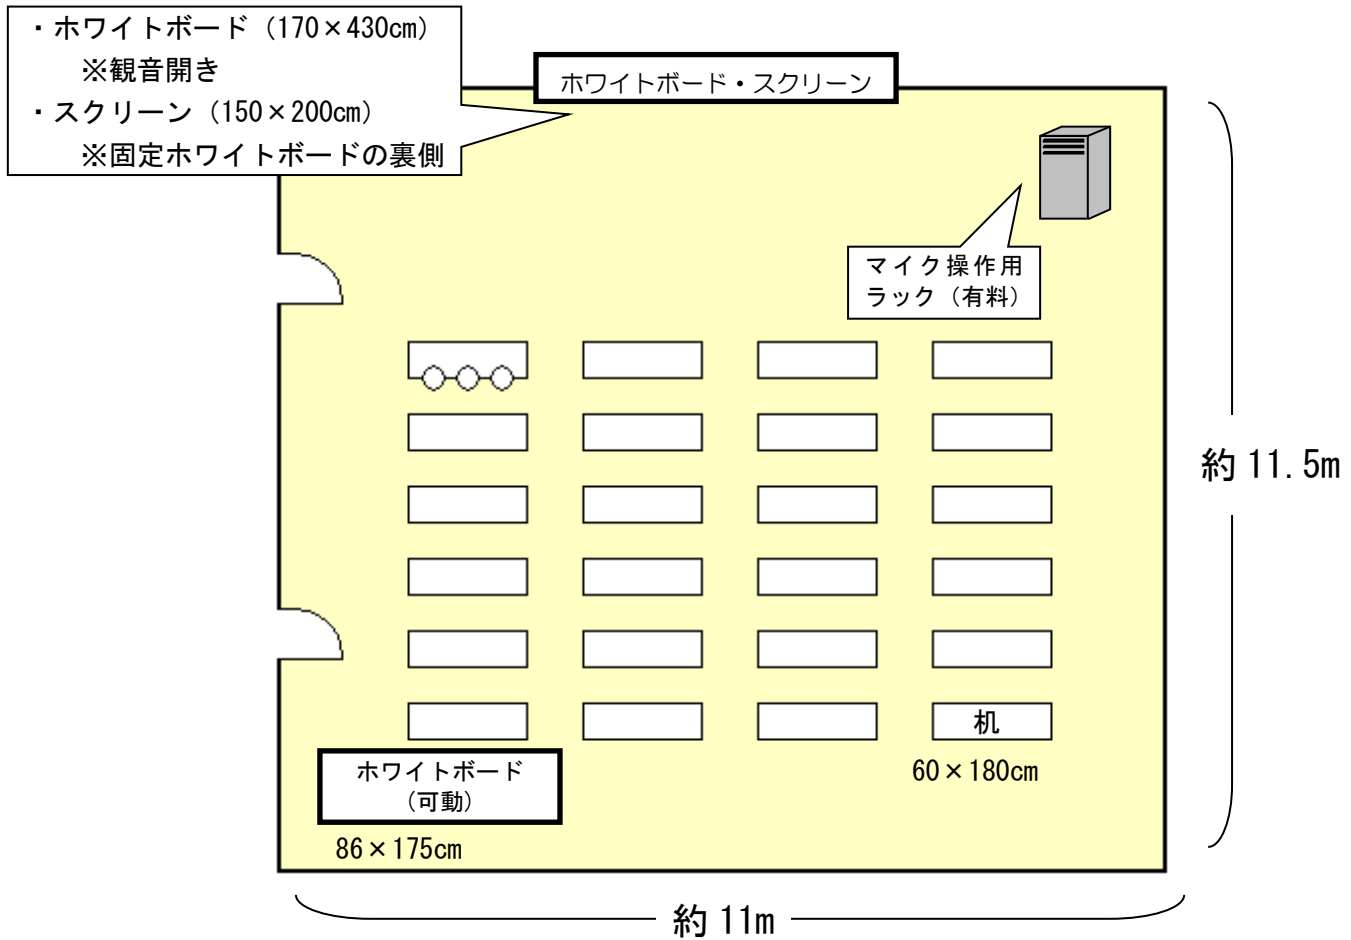 ・ホワイトボード（170×430㎝）
※観音開き
・スクリーン（150×200㎝）
※固定ホワイトボードの裏側
ホワイトボード・スクリーン
マイク操作用
ラック（有料）
約 11.5m
机
60×180㎝
ホワイトボード
（可動）
86×175㎝
約 11m